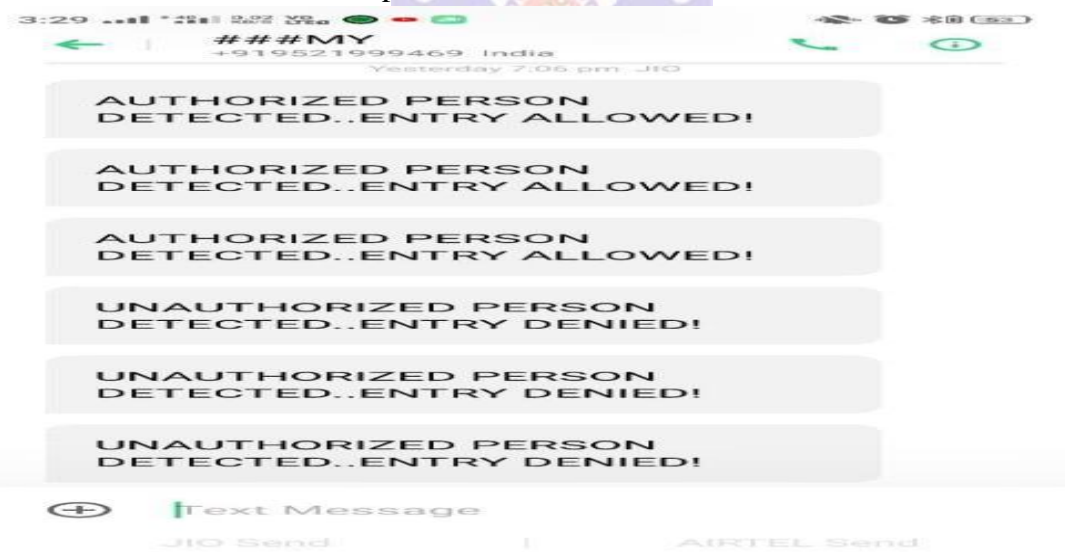 3:29
###MY
+919521999469 India
Yesterday 7:06 pm JIO
AUTHORIZED PERSON
DETECTED..ENTRY ALLOWED!
AUTHORIZED PERSON
DETECTED..ENTRY ALLOWED!
AUTHORIZED PERSON
DETECTED..ENTRY ALLOWED!
UNAUTHORIZED PERSON
DETECTED..ENTRY DENIED!
UNAUTHORIZED PERSON
DETECTED..ENTRY DENIED!
UNAUTHORIZED PERSON
DETECTED..ENTRY DENIED!
Text Message
JIO Send
AIRTEL Send